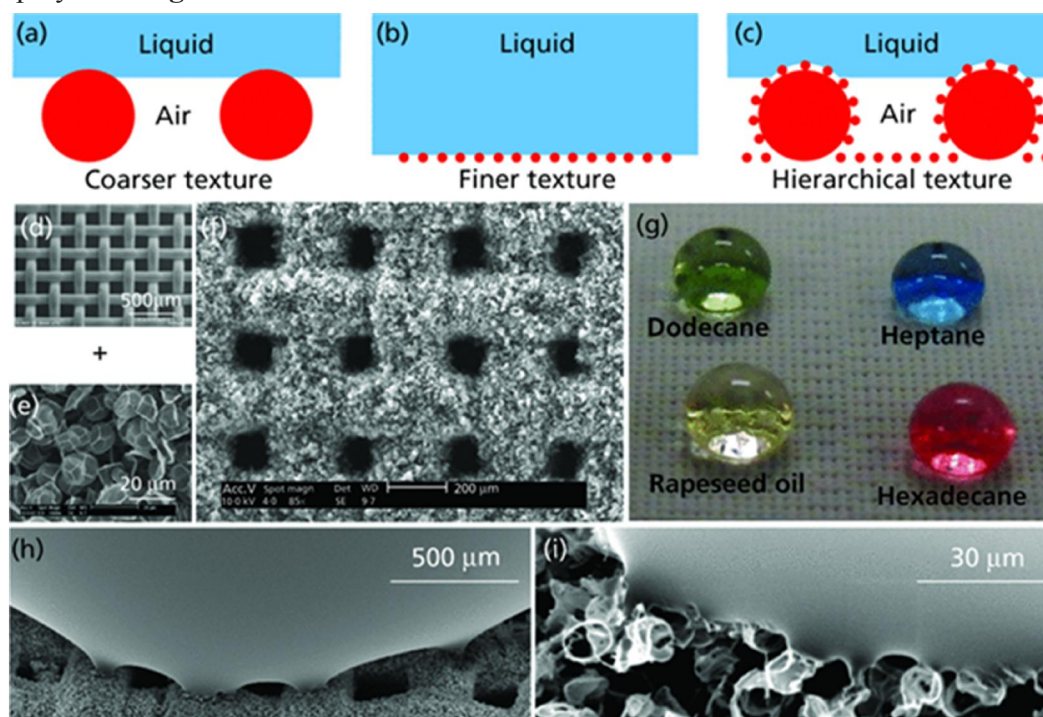 (a)
Liquid
Air
Coarser texture
(b)
Liquid
Finer texture
(c)
Liquid
Air
Hierarchical texture
(d)
500μm
+
(e)
20 μm
(f)
Acc.V Spot magn Det WD 200 μm
10.0 kV 4.0 85x SE 9.7
(g)
Dodecane
Heptane
Rapeseed oil
Hexadecane
(h)
500 μm
(i)
30 μm